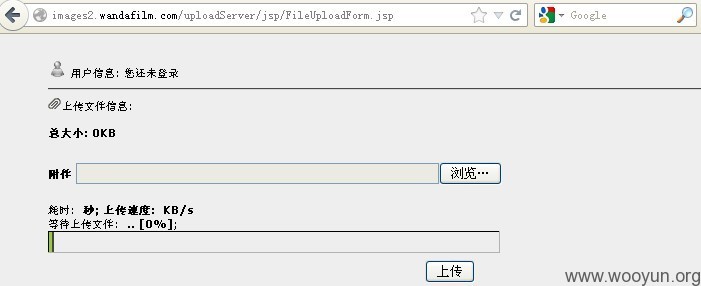 images2.wandafilm.com/uploadServer/jsp/FileUploadForm.jsp
Google
用户信息: 您还未登录
上传文件信息:
总大小: 0KB
附件
浏览…
耗时: 秒; 上传速度: KB/s
等待上传文件: .. [0%];
上传
www.wooyun.org